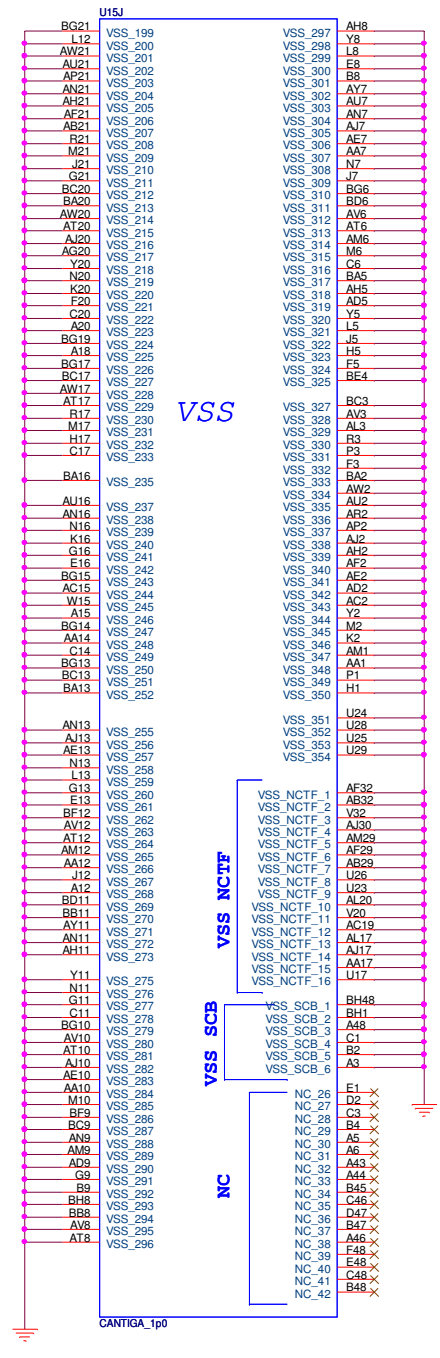 U15J
BG21 VSS_199
L12 VSS_200
AW21 VSS_201
AU21 VSS_202
AP21 VSS_203
AN21 VSS_204
AH21 VSS_205
AF21 VSS_206
AB21 VSS_207
R21 VSS_208
M21 VSS_209
J21 VSS_210
G21 VSS_211
BC20 VSS_212
BA20 VSS_213
AW20 VSS_214
AT20 VSS_215
AJ20 VSS_216
AG20 VSS_217
Y20 VSS_218
N20 VSS_219
K20 VSS_220
F20 VSS_221
C20 VSS_222
A20 VSS_223
BG19 VSS_224
A18 VSS_225
BG17 VSS_226
BC17 VSS_227
AW17 VSS_228
AT17 VSS_229
R17 VSS_230
M17 VSS_231
H17 VSS_232
C17 VSS_233
BA16 VSS_235
AU16 VSS_237
AN16 VSS_238
N16 VSS_239
K16 VSS_240
G16 VSS_241
E16 VSS_242
BG15 VSS_243
AC15 VSS_244
W15 VSS_245
A15 VSS_246
BG14 VSS_247
AA14 VSS_248
C14 VSS_249
BG13 VSS_250
BC13 VSS_251
BA13 VSS_252
AN13 VSS_255
AJ13 VSS_256
AE13 VSS_257
N13 VSS_258
L13 VSS_259
G13 VSS_260
E13 VSS_261
BF12 VSS_262
AV12 VSS_263
AT12 VSS_264
AM12 VSS_265
AA12 VSS_266
J12 VSS_267
A12 VSS_268
BD11 VSS_269
BB11 VSS_270
AY11 VSS_271
AN11 VSS_272
AH11 VSS_273
Y11 VSS_275
N11 VSS_276
G11 VSS_277
C11 VSS_278
BG10 VSS_279
AV10 VSS_280
AT10 VSS_281
AJ10 VSS_282
AE10 VSS_283
AA10 VSS_284
M10 VSS_285
BF9 VSS_286
BC9 VSS_287
AN9 VSS_288
AM9 VSS_289
AD9 VSS_290
G9 VSS_291
B9 VSS_292
BH8 VSS_293
BB8 VSS_294
AV8 VSS_295
AT8 VSS_296
VSS
VSS_297 AH8
VSS_298 Y8
VSS_299 L8
VSS_300 E8
VSS_301 B8
VSS_302 AY7
VSS_303 AU7
VSS_304 AN7
VSS_305 AJ7
VSS_306 AE7
VSS_307 AA7
VSS_308 N7
VSS_309 J7
VSS_310 BG6
VSS_311 BD6
VSS_312 AV6
VSS_313 AT6
VSS_314 AM6
VSS_315 M6
VSS_316 C6
VSS_317 BA5
VSS_318 AH5
VSS_319 AD5
VSS_320 Y5
VSS_321 L5
VSS_322 J5
VSS_323 H5
VSS_324 F5
VSS_325 BE4
VSS_327 BC3
VSS_328 AV3
VSS_329 AL3
VSS_330 R3
VSS_331 P3
VSS_332 F3
VSS_333 BA2
VSS_334 AW2
VSS_335 AU2
VSS_336 AR2
VSS_337 AP2
VSS_338 AJ2
VSS_339 AH2
VSS_340 AF2
VSS_341 AE2
VSS_342 AD2
VSS_343 AC2
VSS_344 Y2
VSS_345 M2
VSS_346 K2
VSS_347 AM1
VSS_348 AA1
VSS_349 P1
VSS_350 H1
VSS_351 U24
VSS_352 U28
VSS_353 U25
VSS_354 U29
VSS NCTF
VSS_NCTF_1 AF32
VSS_NCTF_2 AB32
VSS_NCTF_3 V32
VSS_NCTF_4 AJ30
VSS_NCTF_5 AM29
VSS_NCTF_6 AF29
VSS_NCTF_7 AB29
VSS_NCTF_8 U26
VSS_NCTF_9 U23
VSS_NCTF_10 AL20
VSS_NCTF_11 V20
VSS_NCTF_12 AC19
VSS_NCTF_13 AL17
VSS_NCTF_14 AJ17
VSS_NCTF_15 AA17
VSS_NCTF_16 U17
VSS SCB
VSS_SCB_1 BH48
VSS_SCB_2 BH1
VSS_SCB_3 A48
VSS_SCB_4 C1
VSS_SCB_5 B2
VSS_SCB_6 A3
NC
NC_26 E1
NC_27 D2
NC_28 C3
NC_29 B4
NC_30 A5
NC_31 A6
NC_32 A43
NC_33 A44
NC_34 B45
NC_35 C46
NC_36 D47
NC_37 B47
NC_38 A46
NC_39 F48
NC_40 E48
NC_41 C48
NC_42 B48
CANTIGA_1p0